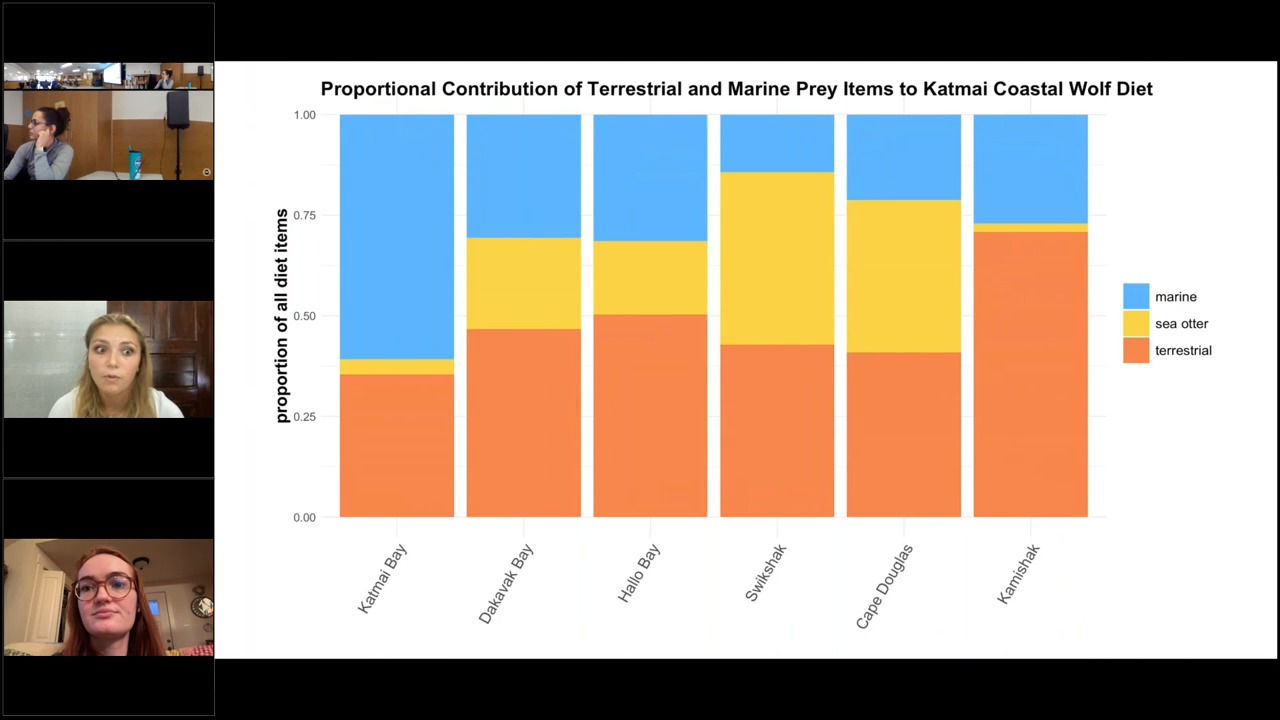 Proportional Contribution of Terrestrial and Marine Prey Items to Katmai Coastal Wolf Diet
proportion of all diet items
1.00
0.75
0.50
0.25
0.00
Katmai Bay
Dakavak Bay
Hallo Bay
Swikshak
Cape Douglas
Kamishak
marine
sea otter
terrestrial